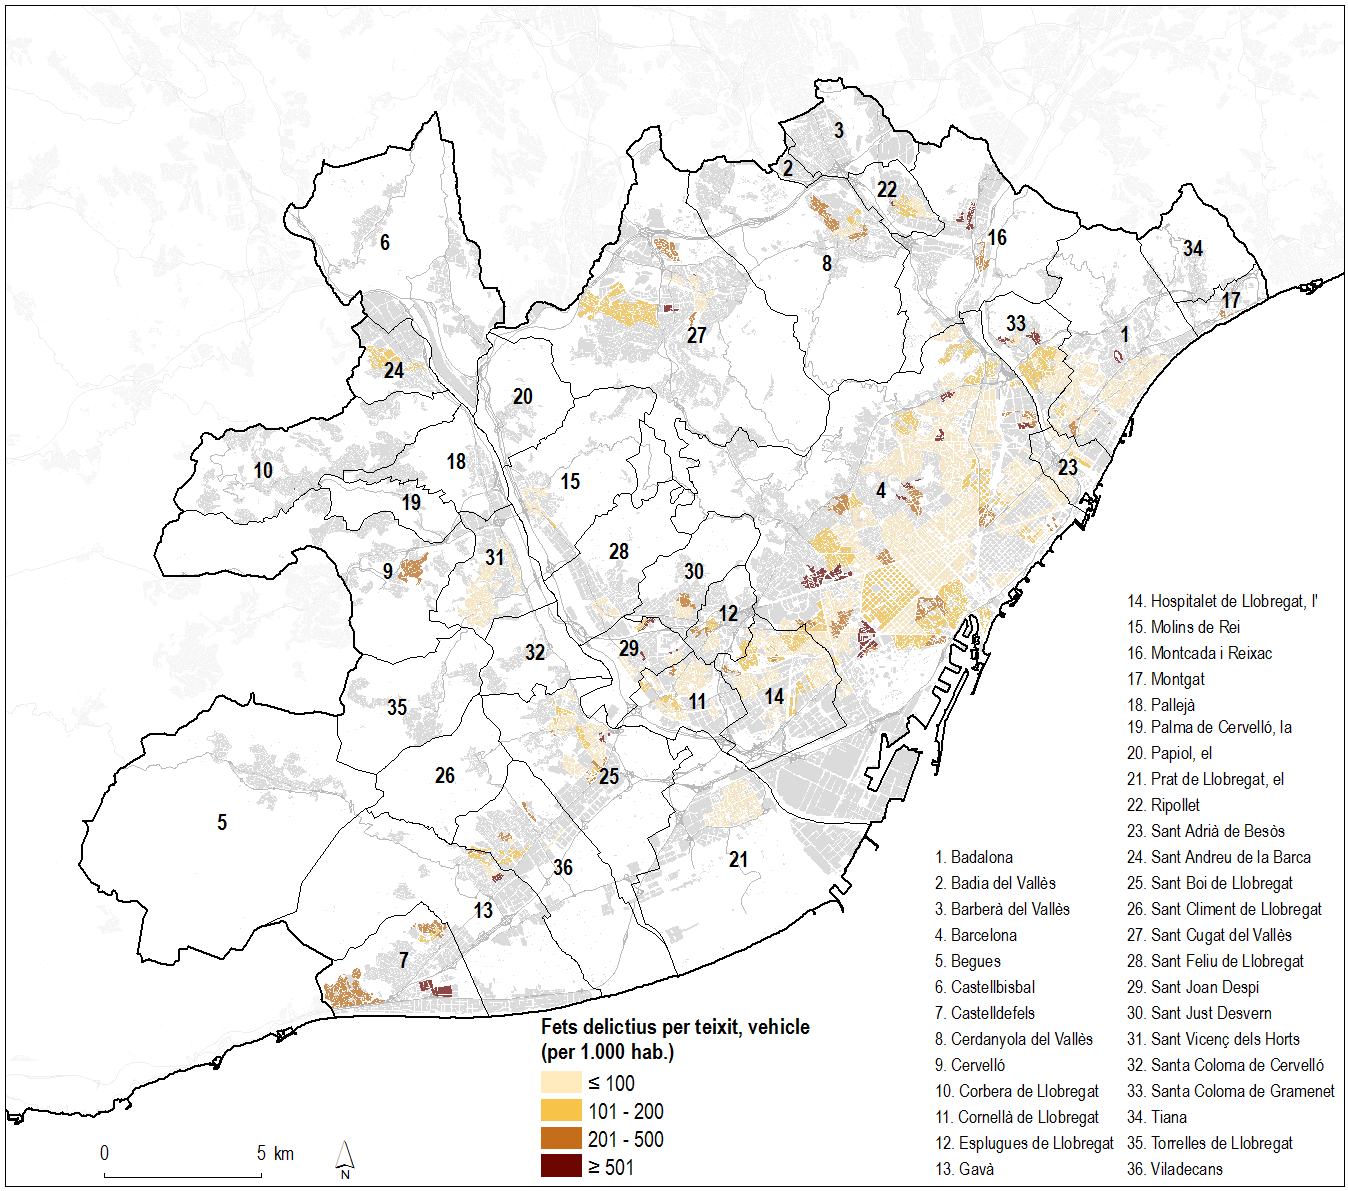 3
2
22
6
16
34
8
17
33
1
27
24
20
10
18
15
4
23
19
31
28
9
30
12
29
32
11
14
35
26
25
5
36
21
13
7
Fets delictius per teixit, vehicle
(per 1.000 hab.)
≤ 100
101 - 200
201 - 500
≥ 501
0 5 km
N
1. Badalona
2. Badia del Vallès
3. Barberà del Vallès
4. Barcelona
5. Begues
6. Castellbisbal
7. Castelldefels
8. Cerdanyola del Vallès
9. Cervelló
10. Corbera de Llobregat
11. Cornellà de Llobregat
12. Esplugues de Llobregat
13. Gavà
14. Hospitalet de Llobregat, l'
15. Molins de Rei
16. Montcada i Reixac
17. Montgat
18. Pallejà
19. Palma de Cervelló, la
20. Papiol, el
21. Prat de Llobregat, el
22. Ripollet
23. Sant Adrià de Besòs
24. Sant Andreu de la Barca
25. Sant Boi de Llobregat
26. Sant Climent de Llobregat
27. Sant Cugat del Vallès
28. Sant Feliu de Llobregat
29. Sant Joan Despi
30. Sant Just Desvern
31. Sant Vicenç dels Horts
32. Santa Coloma de Cervelló
33. Santa Coloma de Gramenet
34. Tiana
35. Torrelles de Llobregat
36. Viladecans